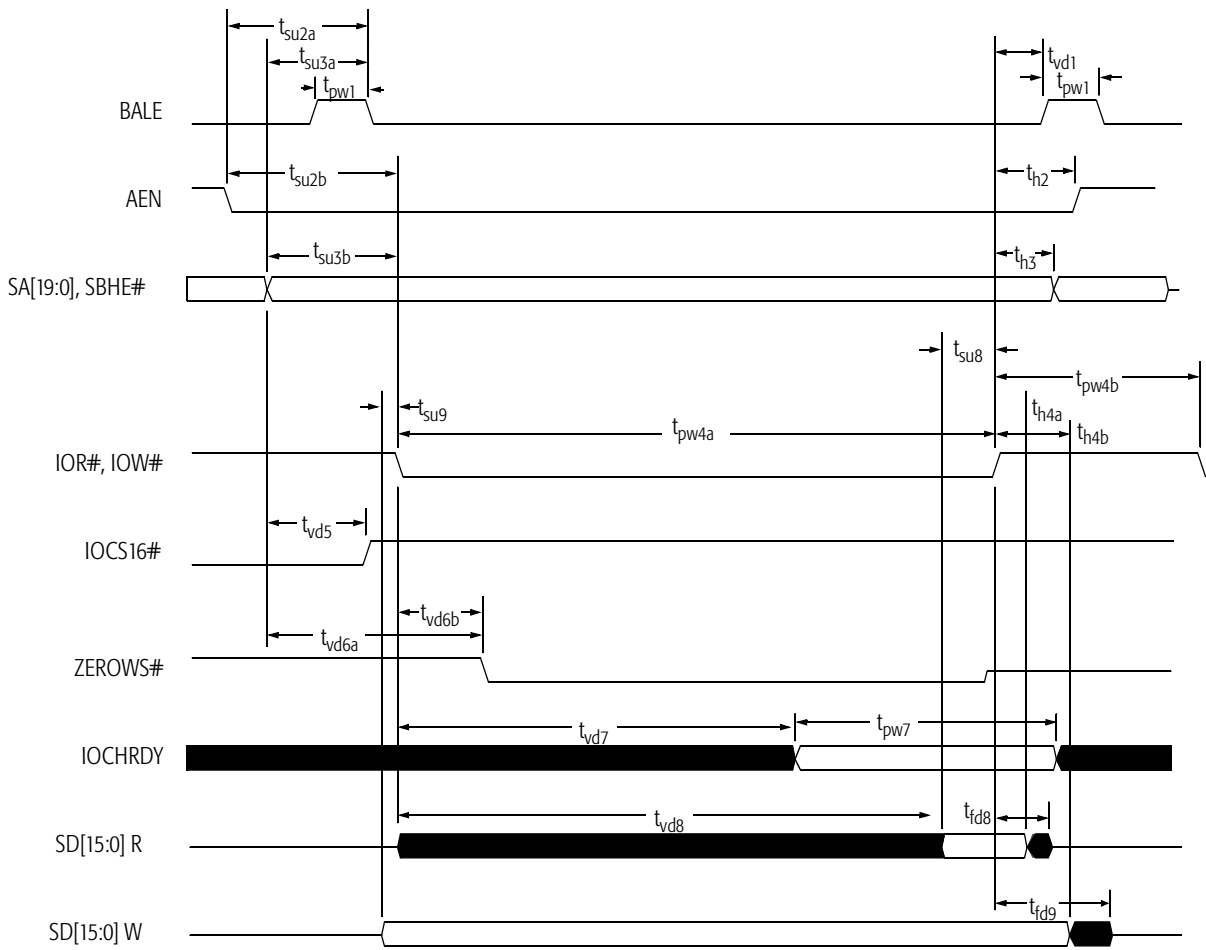 tsu2a
tsu3a
tvd1
tpw1
tpw1
BALE
tsu2b
th2
AEN
tsu3b
th3
SA[19:0], SBHE#
tsu8
tpw4b
tsu9
th4a
tpw4a
th4b
IOR#, IOW#
tvd5
IOCS16#
tvd6b
tvd6a
ZEROWS#
tvd7
tpw7
IOCHRDY
tvd8
tfd8
SD[15:0] R
tfd9
SD[15:0] W